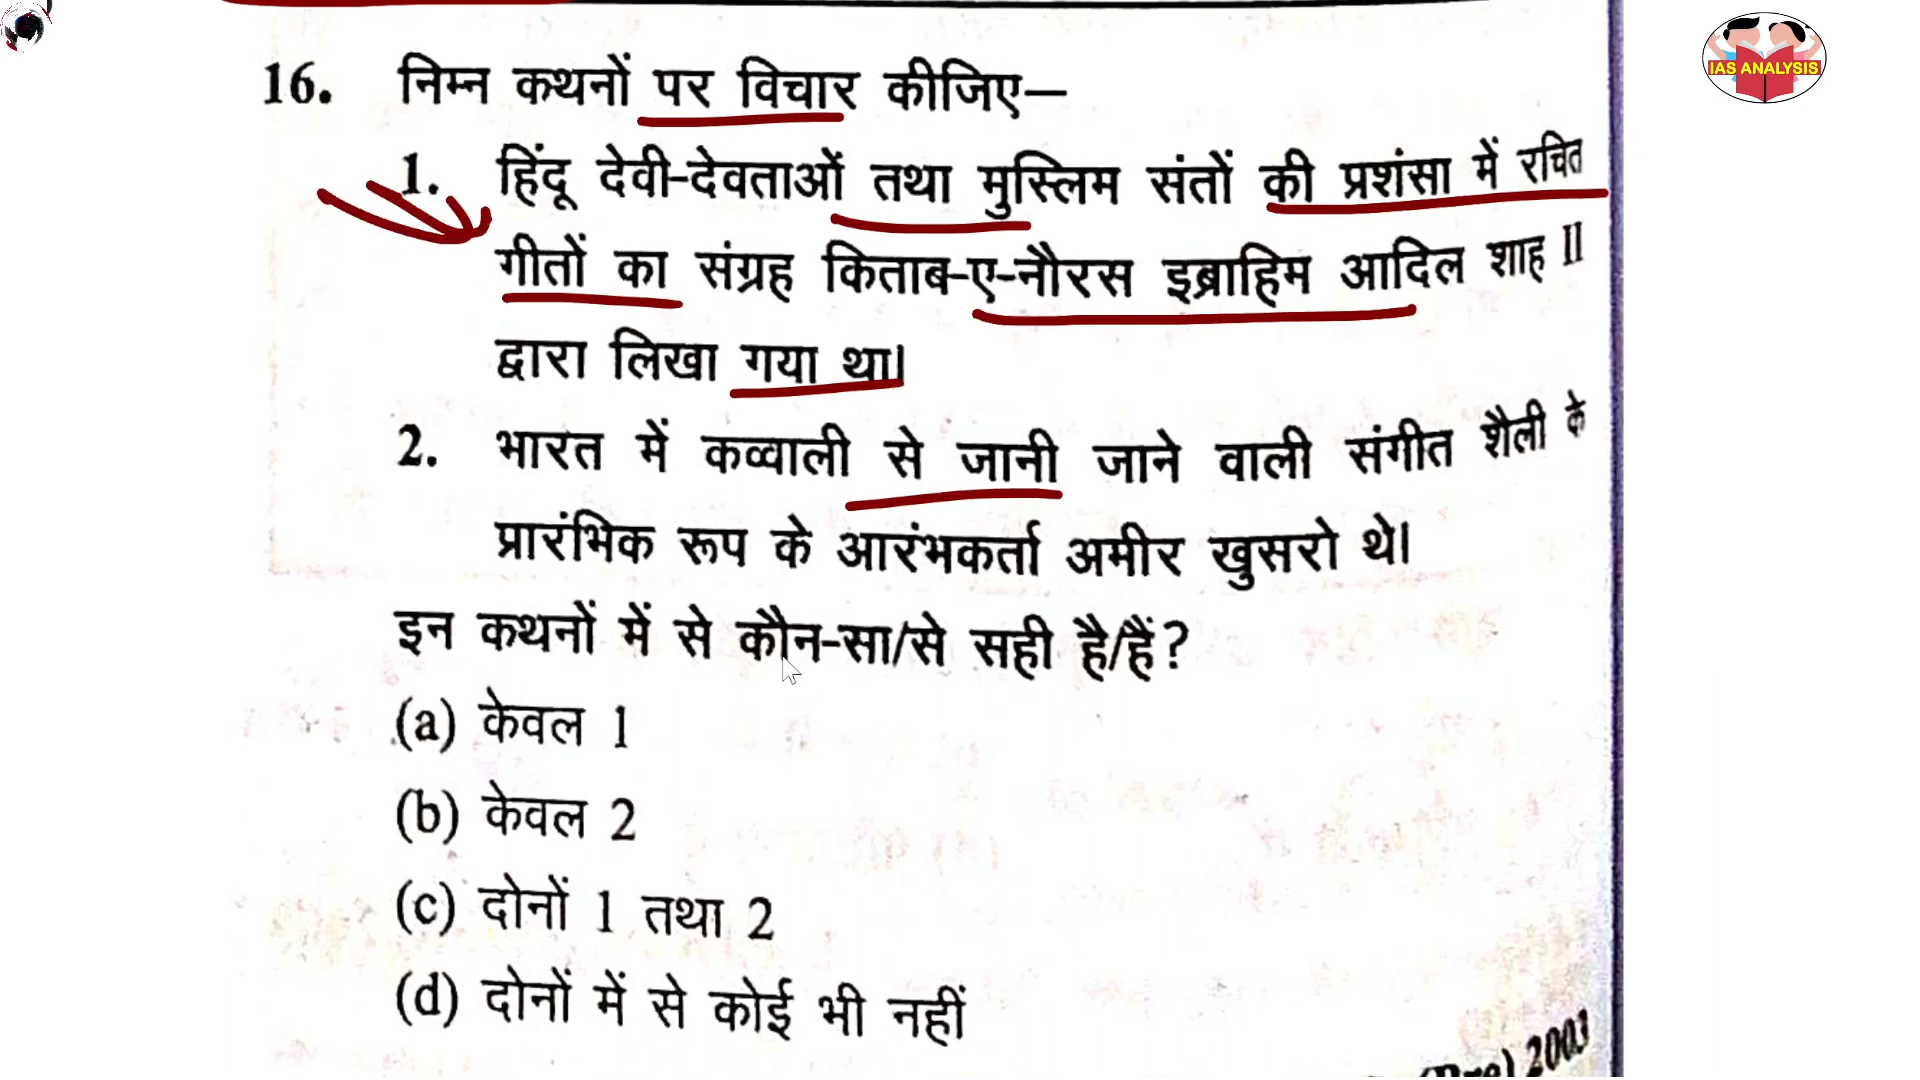 IAS ANALYSIS
16. निम्न कथनों पर विचार कीजिए—
1. हिंदू देवी-देवताओं तथा मुस्लिम संतों की प्रशंसा में रचित
गीतों का संग्रह किताब-ए-नौरस इब्राहिम आदिल शाह II
द्वारा लिखा गया था।
2. भारत में कव्वाली से जानी जाने वाली संगीत शैली के
प्रारंभिक रूप के आरंभकर्ता अमीर खुसरो थे।
इन कथनों में से कौन-सा/से सही है/हैं?
(a) केवल 1
(b) केवल 2
(c) दोनों 1 तथा 2
(d) दोनों में से कोई भी नहीं
2003